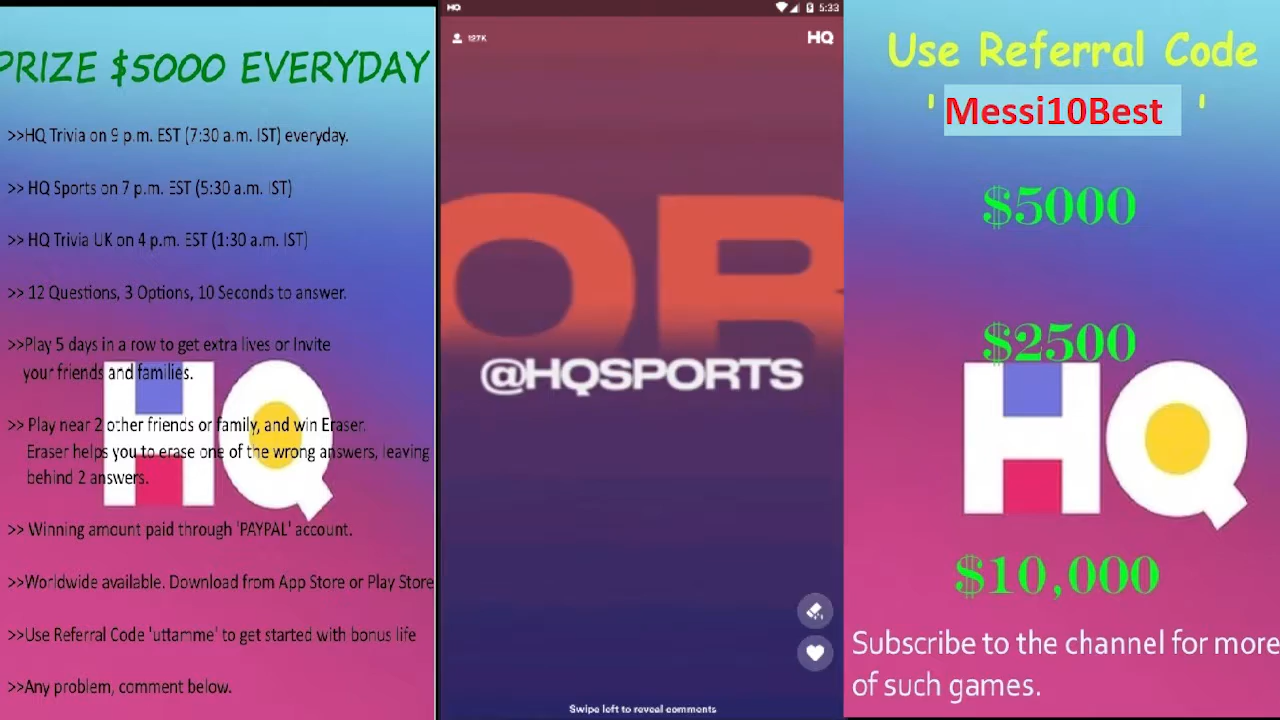 PRIZE $5000 EVERYDAY
>>HQ Trivia on 9 p.m. EST (7:30 a.m. IST) everyday.
>> HQ Sports on 7 p.m. EST (5:30 a.m. IST)
>> HQ Trivia UK on 4 p.m. EST (1:30 a.m. IST)
>> 12 Questions, 3 Options, 10 Seconds to answer.
>>Play 5 days in a row to get extra lives or Invite
your friends and families.
>> Play near 2 other friends or family, and win Eraser.
Eraser helps you to erase one of the wrong answers, leaving
behind 2 answers.
HQ
>> Winning amount paid through 'PAYPAL' account.
>>Worldwide available. Download from App Store or Play Store
>>Use Referral Code 'uttamme' to get started with bonus life
>>Any problem, comment below.
HQ
5:33
127K
HQ
OR
@HQSPORTS
Swipe left to reveal comments
Use Referral Code
' Messi10Best '
$5000
$2500
HQ
$10,000
Subscribe to the channel for more
of such games.